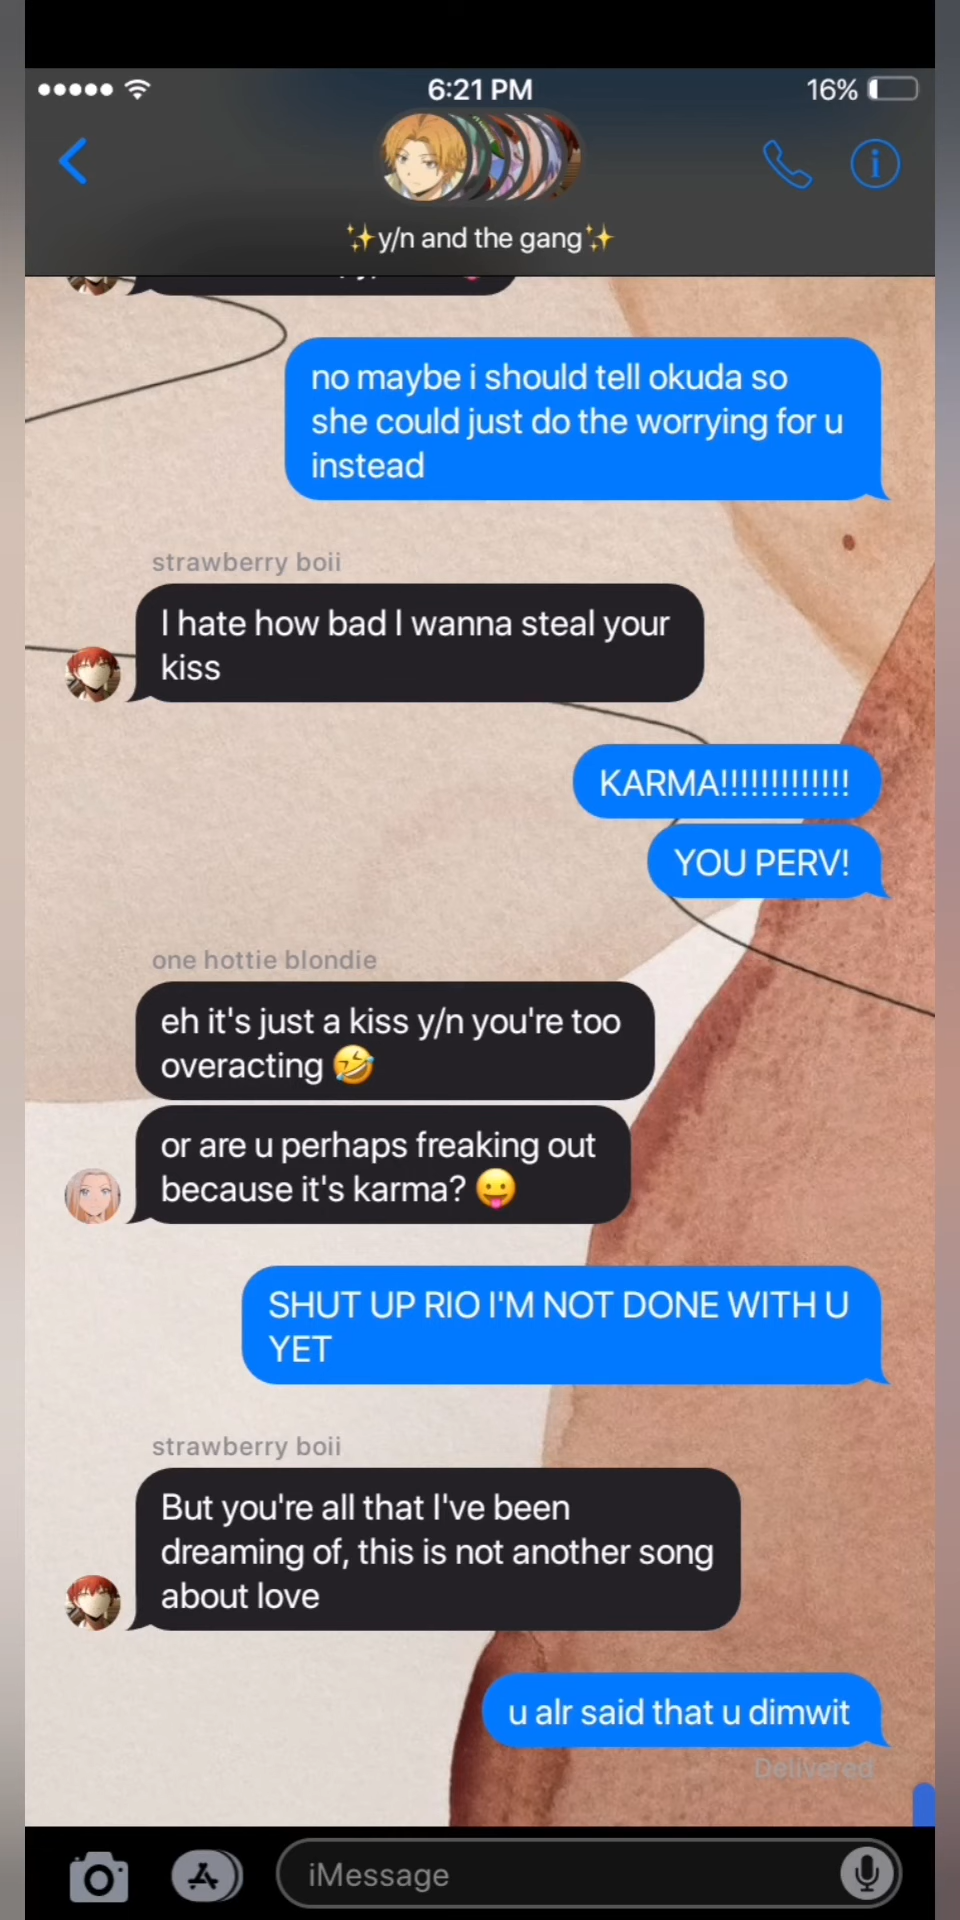 6:21 PM
16%
✨y/n and the gang✨
no maybe i should tell okuda so
she could just do the worrying for u
instead
strawberry boii
I hate how bad I wanna steal your
kiss
KARMA!!!!!!!!!!!!!
YOU PERV!
one hottie blondie
eh it's just a kiss y/n you're too
overacting 🤣
or are u perhaps freaking out
because it's karma? 😛
SHUT UP RIO I'M NOT DONE WITH U
YET
strawberry boii
But you're all that I've been
dreaming of, this is not another song
about love
u alr said that u dimwit
Delivered
iMessage